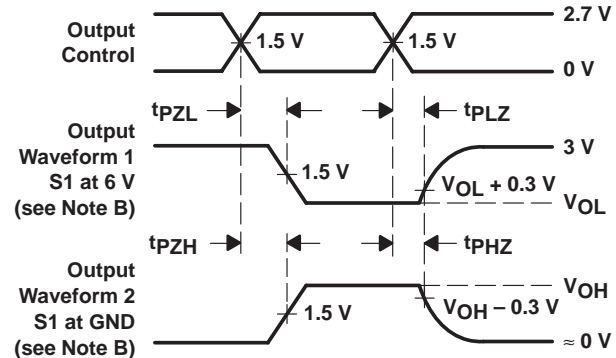 Output
Control
1.5 V
1.5 V
2.7 V
0 V
tPZL
tPLZ
Output
Waveform 1
S1 at 6 V
(see Note B)
1.5 V
3 V
VOL + 0.3 V
VOL
tPZH
tPHZ
Output
Waveform 2
S1 at GND
(see Note B)
1.5 V
VOH
VOH − 0.3 V
≈ 0 V